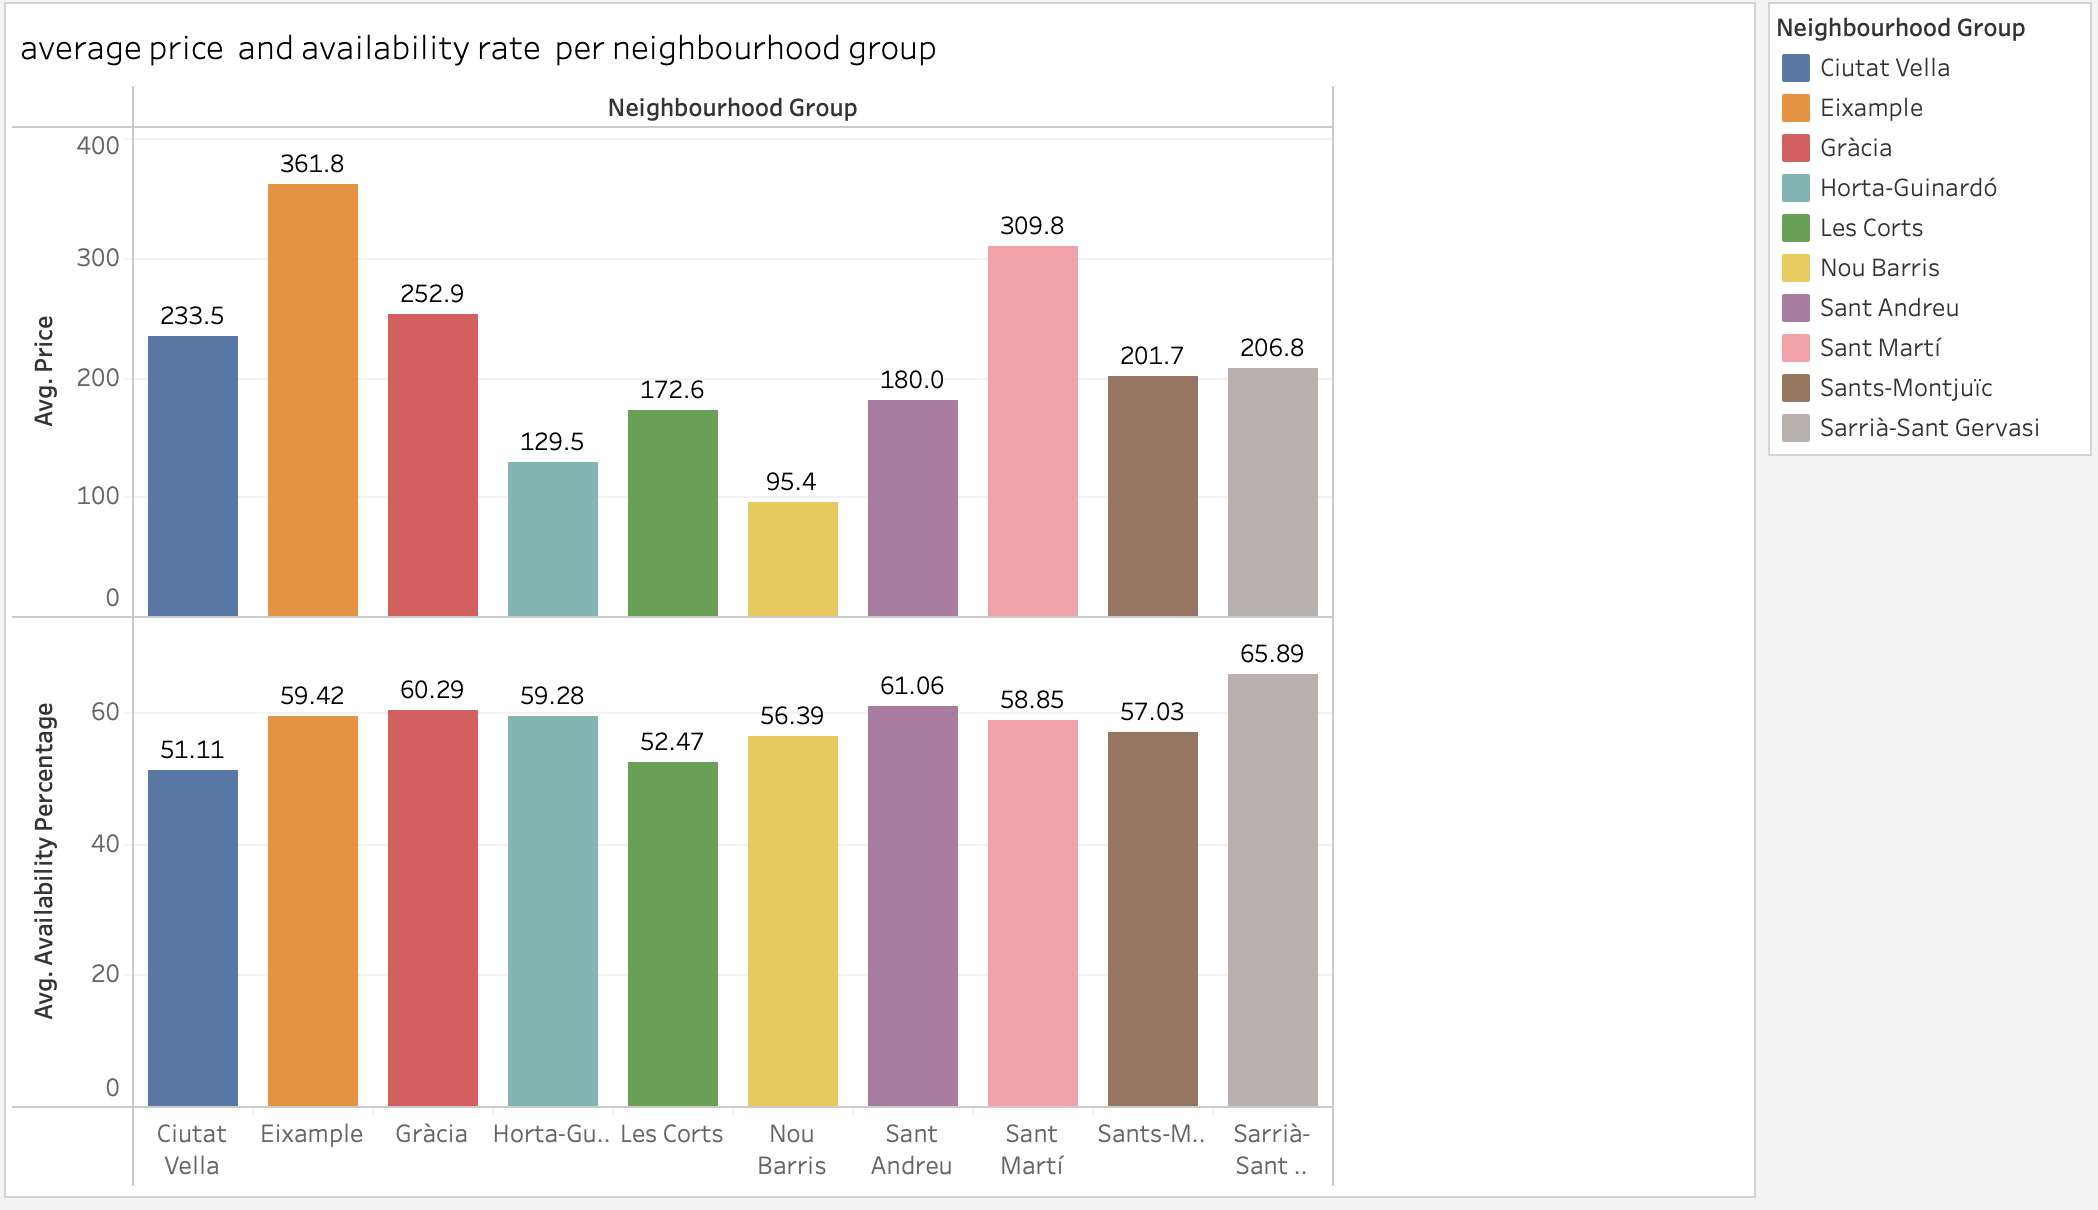 average price  and availability rate  per neighbourhood group
Neighbourhood Group
Avg. Price
400
300
200
100
0
233.5
361.8
252.9
129.5
172.6
95.4
180.0
309.8
201.7
206.8
Avg. Availability Percentage
60
40
20
0
51.11
59.42
60.29
59.28
52.47
56.39
61.06
58.85
57.03
65.89
Ciutat
Vella
Eixample
Gràcia
Horta-Gu..
Les Corts
Nou
Barris
Sant
Andreu
Sant
Martí
Sants-M..
Sarrià-
Sant ..
Neighbourhood Group
Ciutat Vella
Eixample
Gràcia
Horta-Guinardó
Les Corts
Nou Barris
Sant Andreu
Sant Martí
Sants-Montjuïc
Sarrià-Sant Gervasi